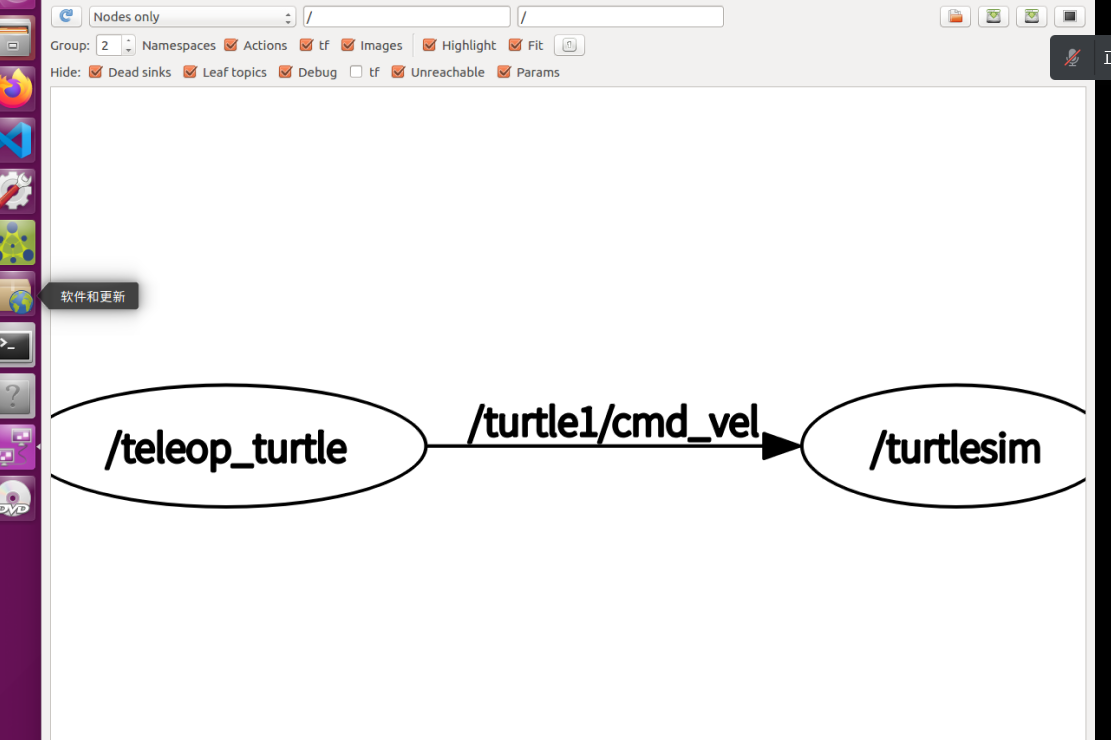 Nodes only / /
Group: 2 Namespaces Actions tf Images Highlight Fit
Hide: Dead sinks Leaf topics Debug tf Unreachable Params
软件和更新
/turtle1/cmd_vel
/teleop_turtle /turtlesim
DVD